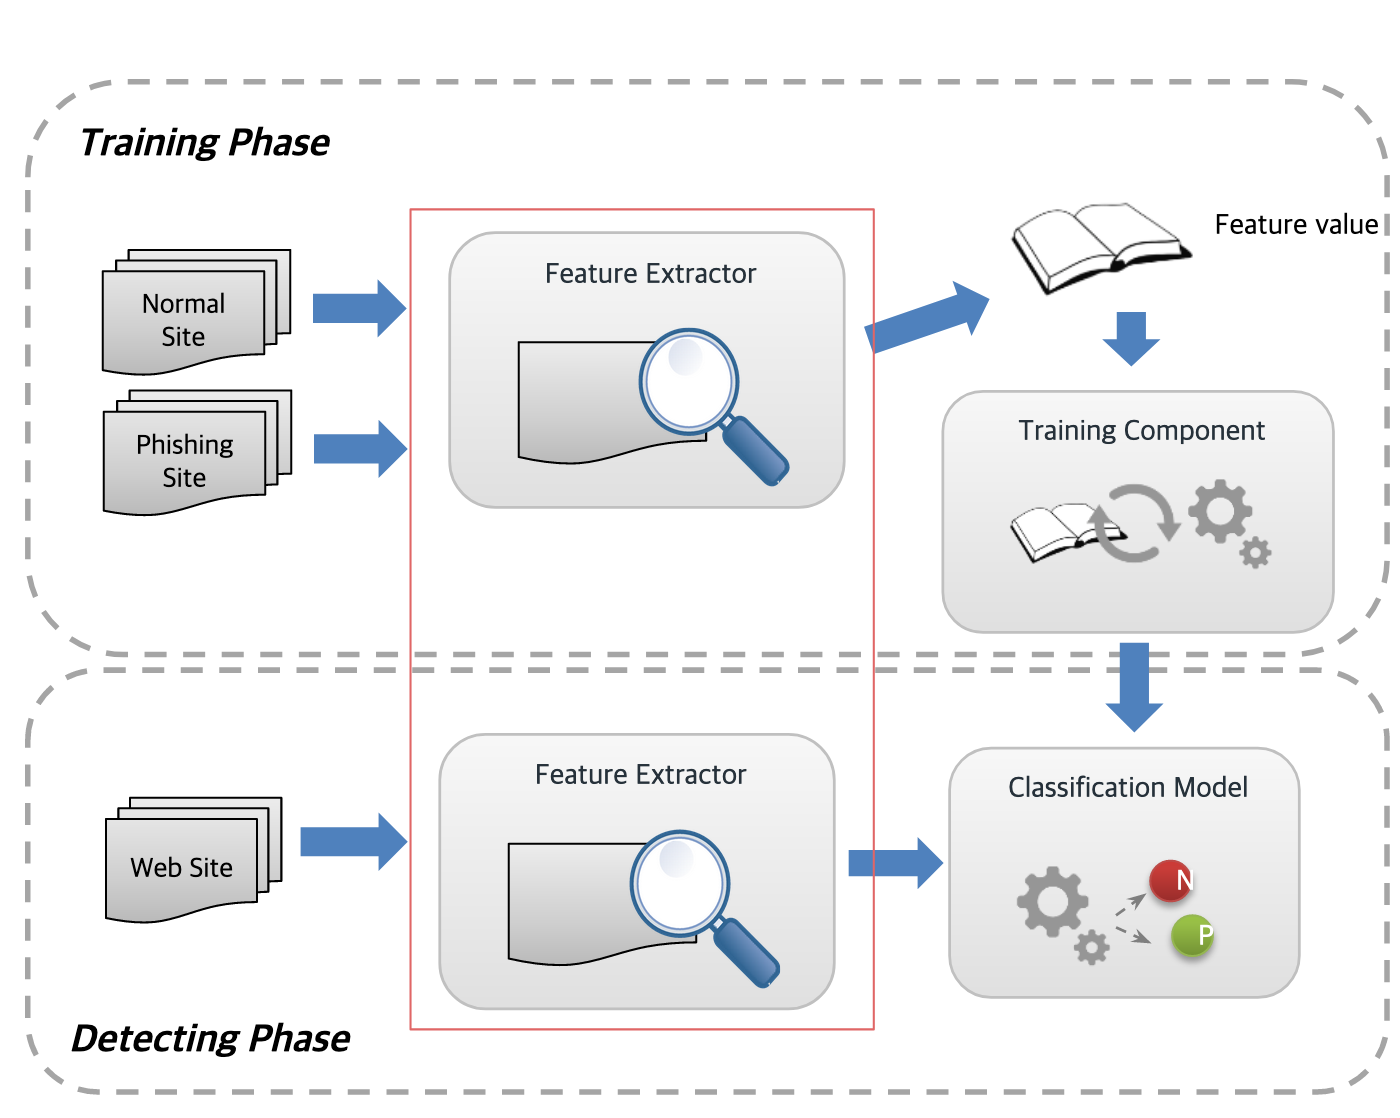 Training Phase
Feature value
Normal
Site
Feature Extractor
Phishing
Site
Training Component
Feature Extractor
Classification Model
Web Site
N
P
Detecting Phase